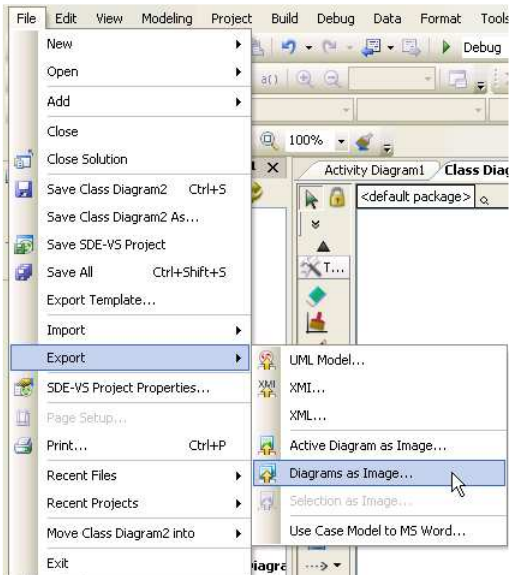 File Edit View Modeling Project Build Debug Data Format Tools
New
Open
Add
Close
Close Solution
Save Class Diagram2 Ctrl+S
Save Class Diagram2 As...
Save SDE-VS Project
Save All Ctrl+Shift+S
Export Template...
Import
Export
SDE-VS Project Properties...
Page Setup...
Print... Ctrl+P
Recent Files
Recent Projects
Move Class Diagram2 into
Exit
Debug
a()
100%
Activity Diagram1 Class Diag
<default package>
T...
UML Model...
XMI XMI...
XML...
Active Diagram as Image...
Diagrams as Image...
Selection as Image...
Use Case Model to MS Word...
iagra